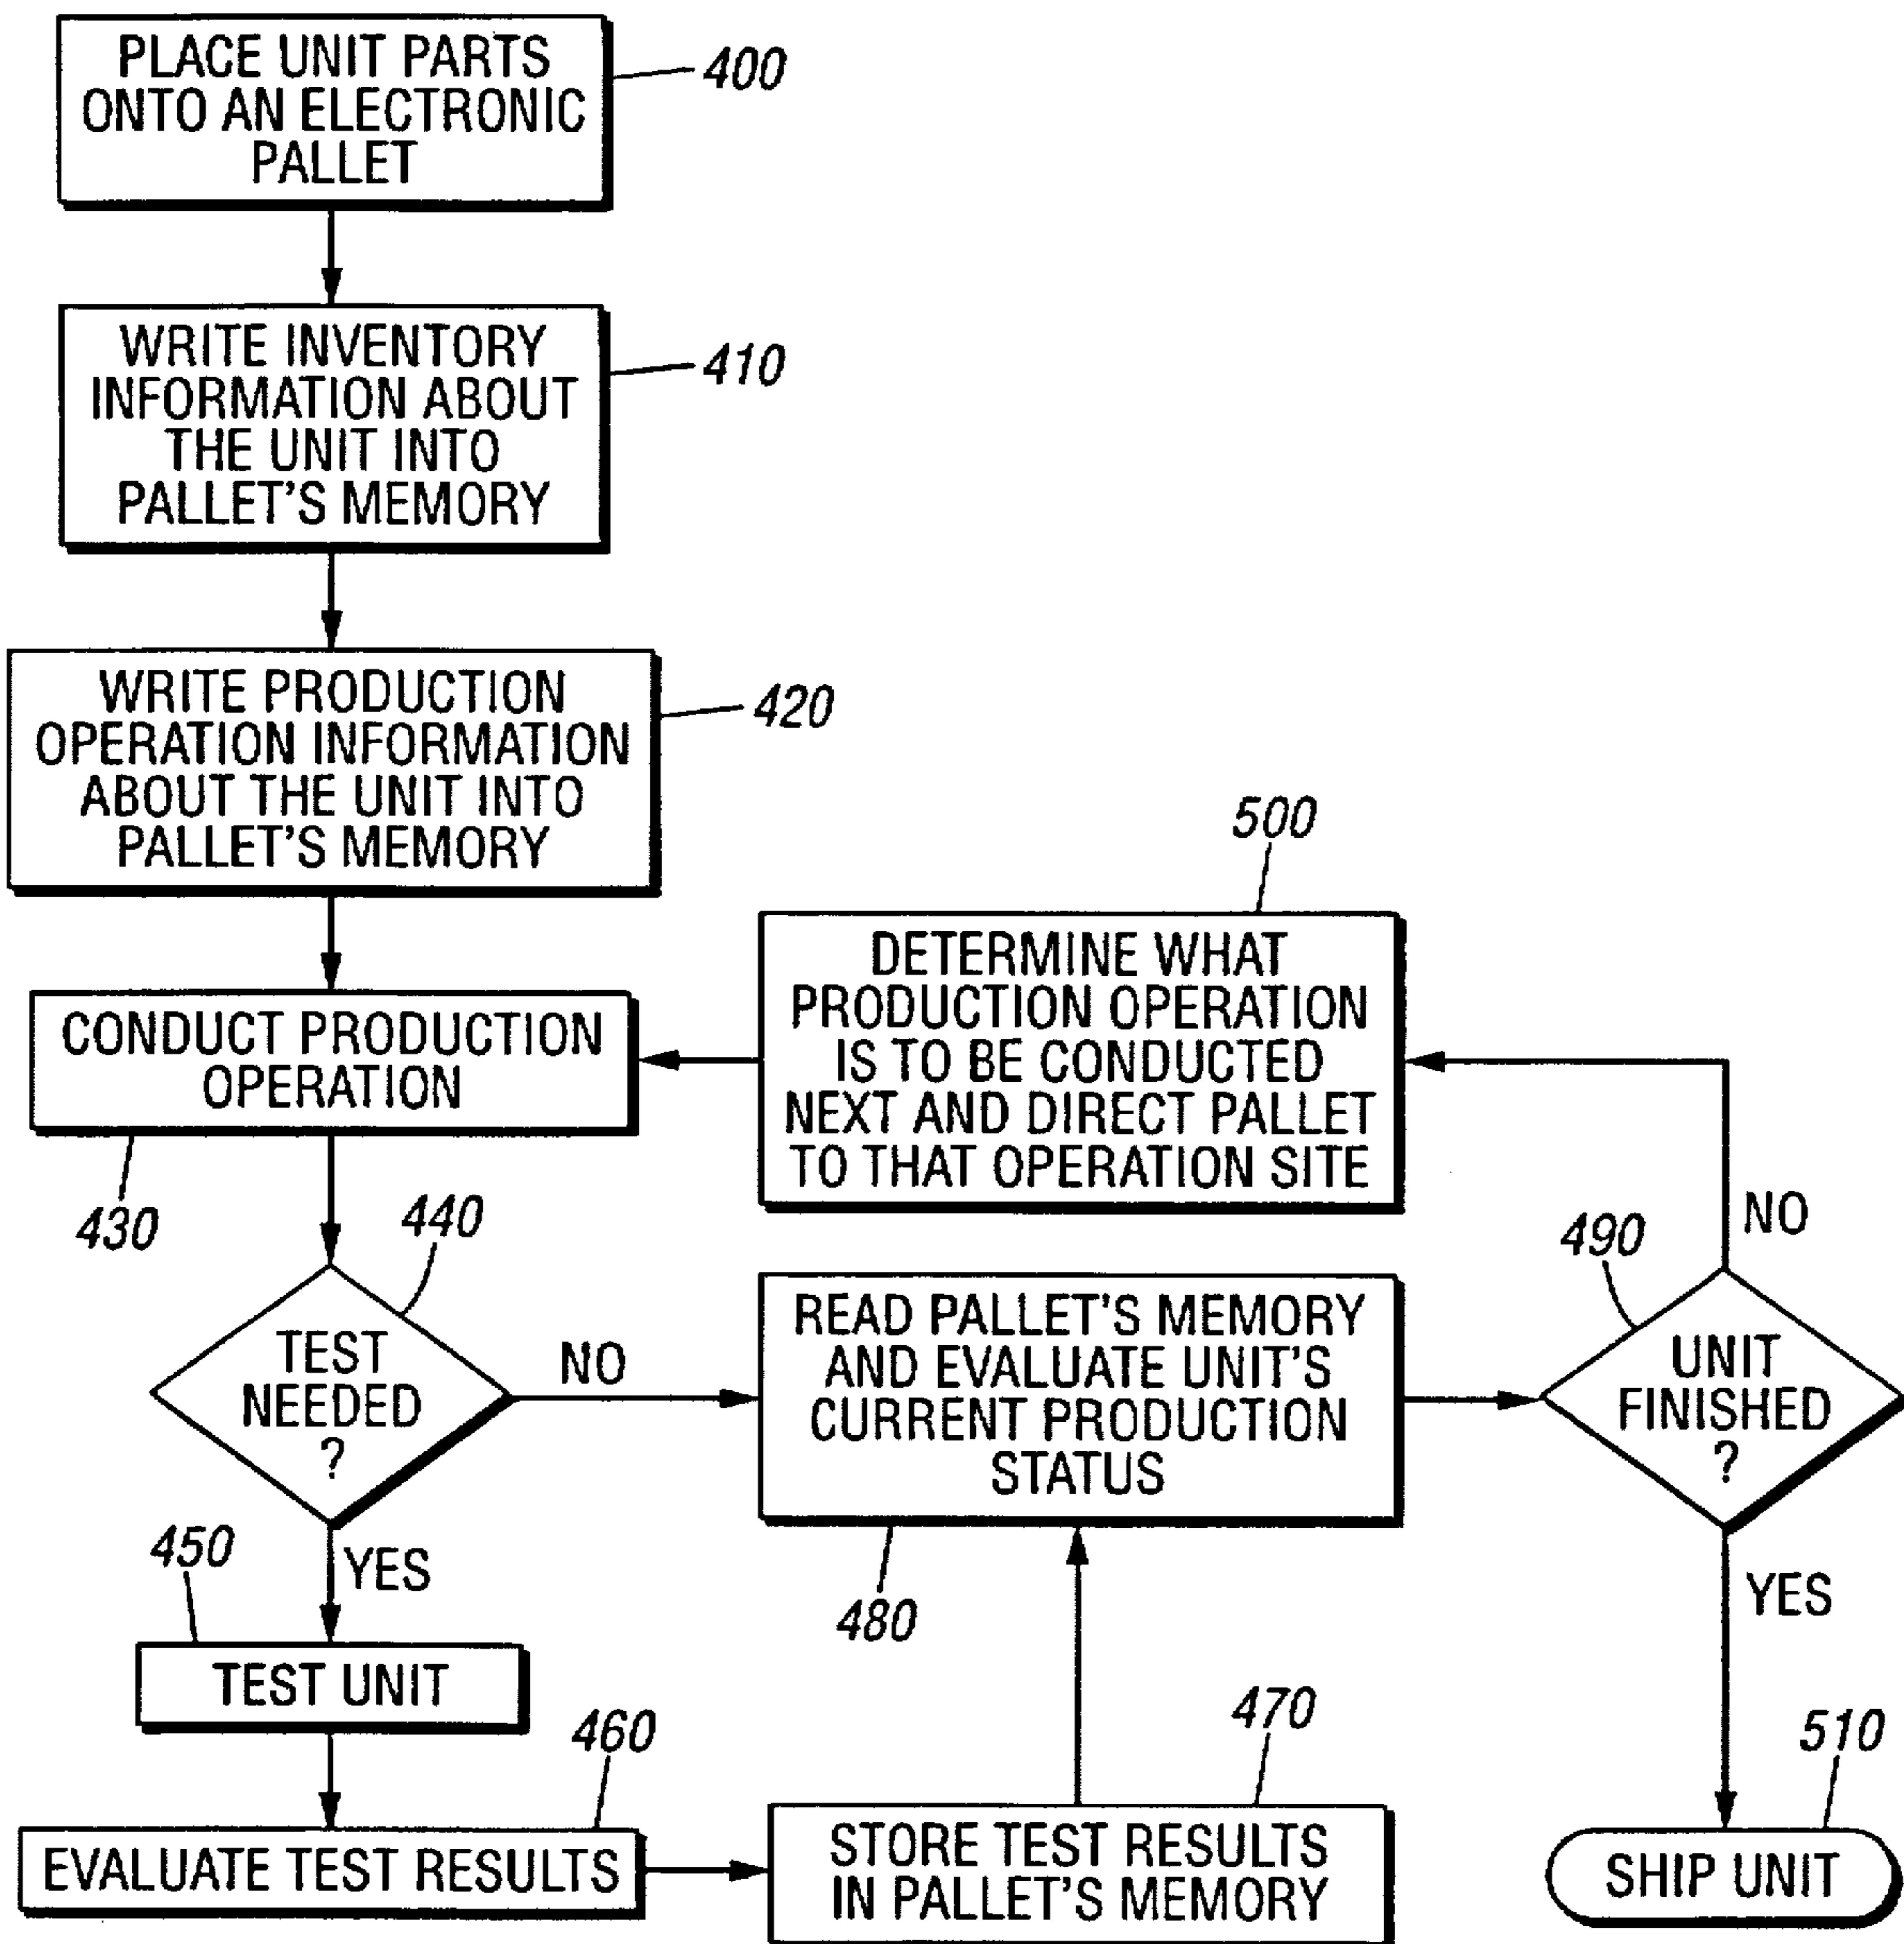 PLACE UNIT PARTS
ONTO AN ELECTRONIC
PALLET
400
WRITE INVENTORY
INFORMATION ABOUT
THE UNIT INTO
PALLET'S MEMORY
410
WRITE PRODUCTION
OPERATION INFORMATION
ABOUT THE UNIT INTO
PALLET'S MEMORY
420
CONDUCT PRODUCTION
OPERATION
430
500
DETERMINE WHAT
PRODUCTION OPERATION
IS TO BE CONDUCTED
NEXT AND DIRECT PALLET
TO THAT OPERATION SITE
440
TEST
NEEDED
?
NO
YES
READ PALLET'S MEMORY
AND EVALUATE UNIT'S
CURRENT PRODUCTION
STATUS
480
490
UNIT
FINISHED
?
NO
YES
450
TEST UNIT
460
EVALUATE TEST RESULTS
470
STORE TEST RESULTS
IN PALLET'S MEMORY
510
SHIP UNIT